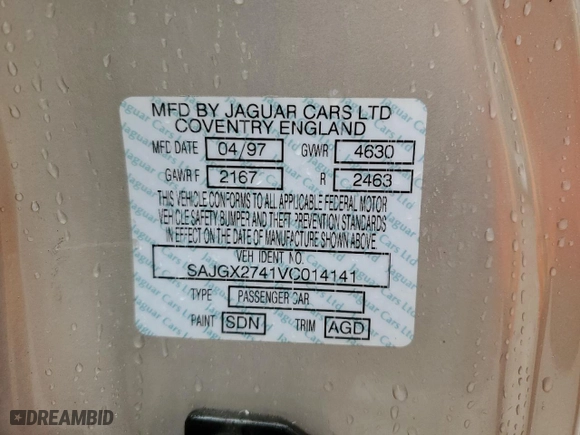 MFD BY JAGUAR CARS LTD
COVENTRY ENGLAND
MFD DATE 04/97 GVWR 4630
GAWR F 2167 R 2463
THIS VEHICLE CONFORMS TO ALL APPLICABLE FEDERAL MOTOR
VEHICLE SAFETY BUMPER AND THEFT PREVENTION STANDARDS
IN EFFECT ON THE DATE OF MANUFACTURE SHOWN ABOVE.
VEH IDENT NO.
SAJGX2741VC014141
TYPE PASSENGER CAR
PAINT SDN TRIM AGD
DREAMBID